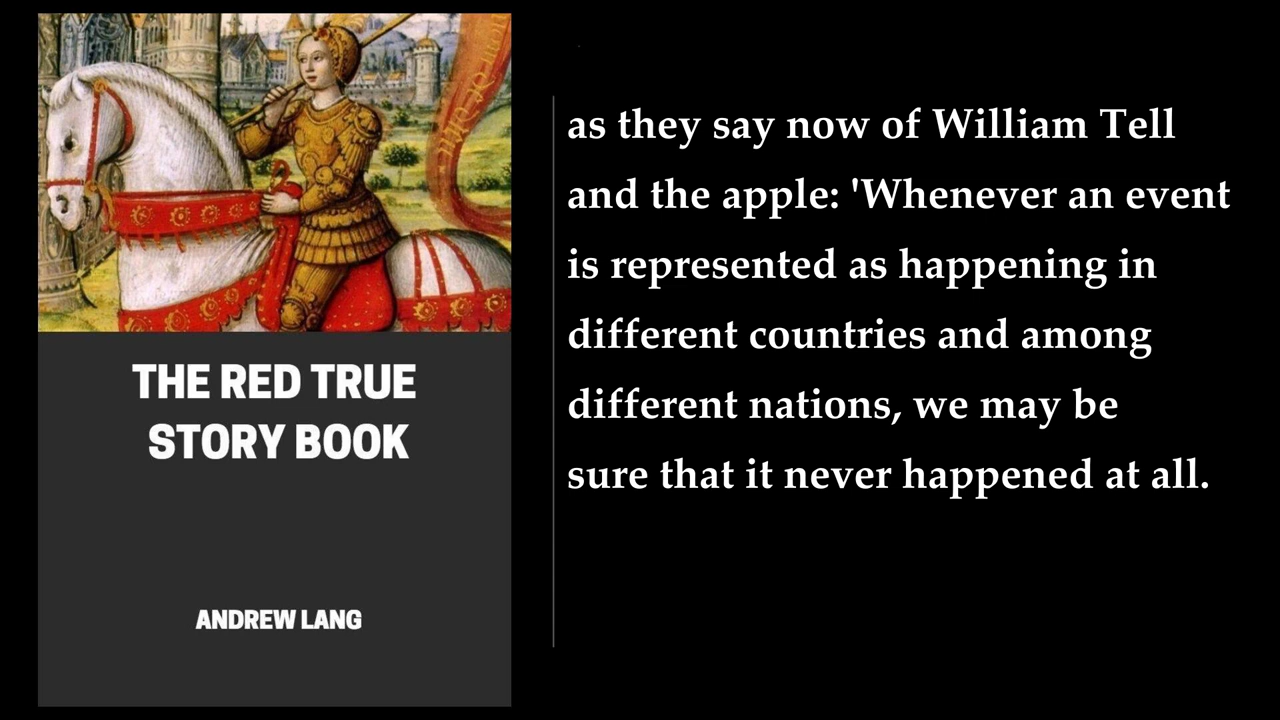 THE RED TRUE
STORY BOOK
ANDREW LANG
as they say now of William Tell
and the apple: 'Whenever an event
is represented as happening in
different countries and among
different nations, we may be
sure that it never happened at all.